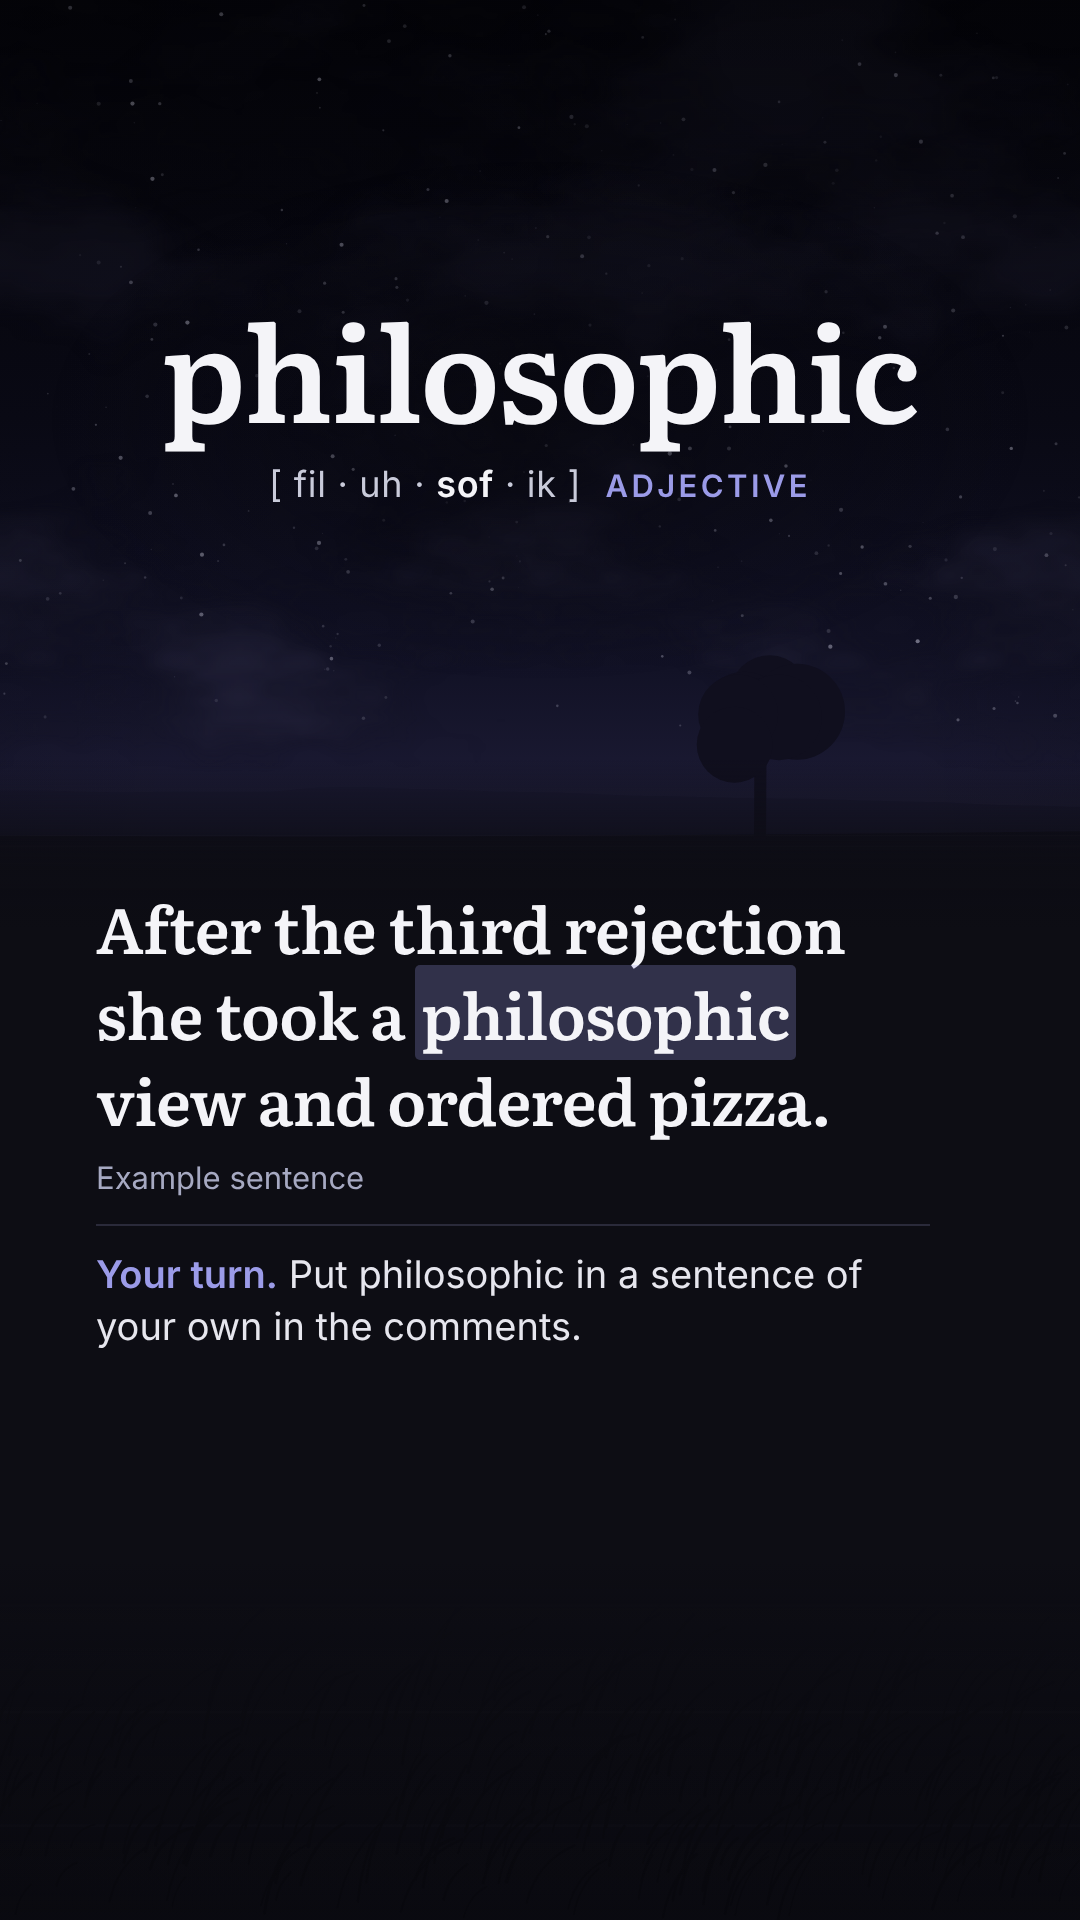 philosophic
[ fil · uh · sof · ik ] ADJECTIVE
After the third rejection
she took a philosophic
view and ordered pizza.
Example sentence
Your turn. Put philosophic in a sentence of
your own in the comments.